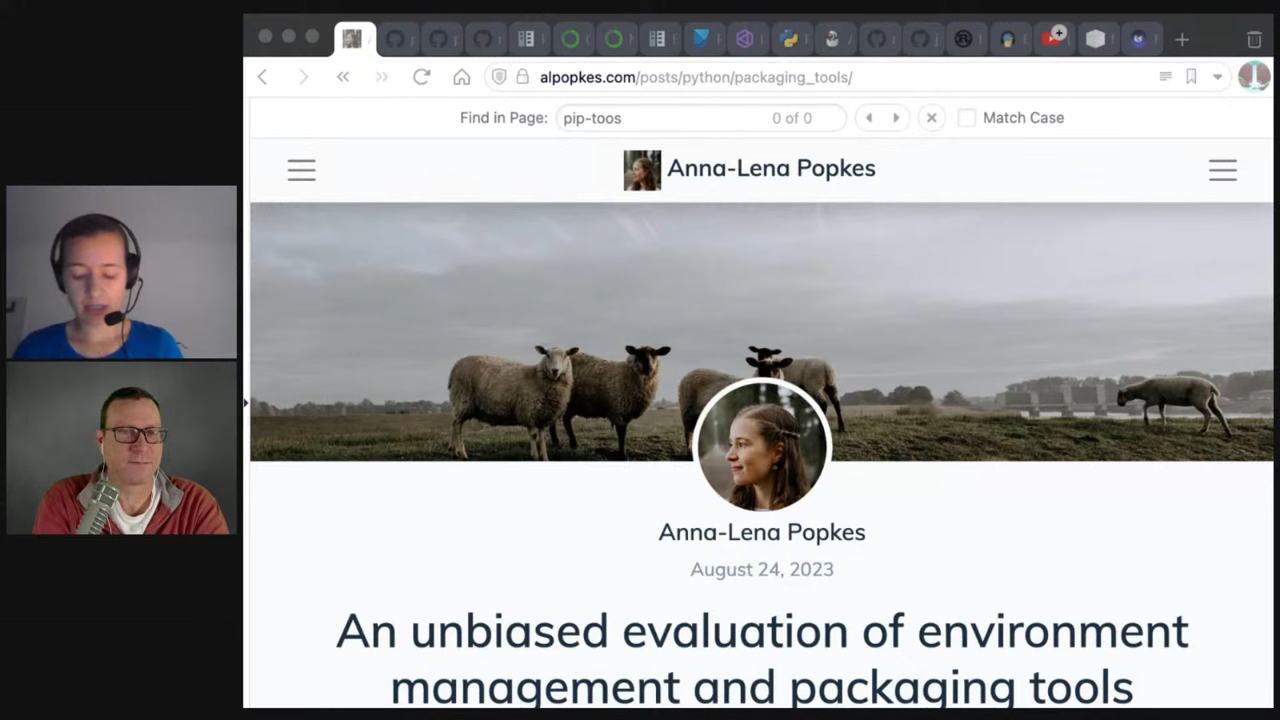 alpopkes.com/posts/python/packaging_tools/
Find in Page: pip-toos 0 of 0 Match Case
Anna-Lena Popkes
Anna-Lena Popkes
August 24, 2023
An unbiased evaluation of environment
management and packaging tools